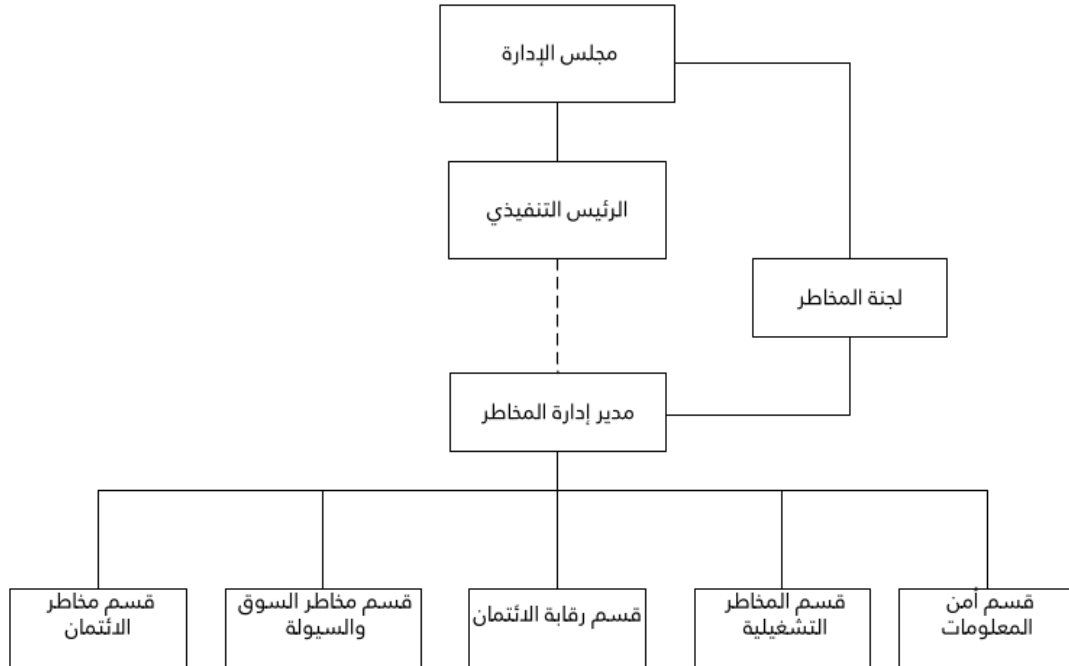 مجلس الإدارة
الرئيس التنفيذي
لجنة المخاطر
مدير إدارة المخاطر
قسم أمن
المعلومات
قسم المخاطر
التشغيلية
قسم رقابة الائتمان
قسم مخاطر السوق
والسيولة
قسم مخاطر
الائتمان